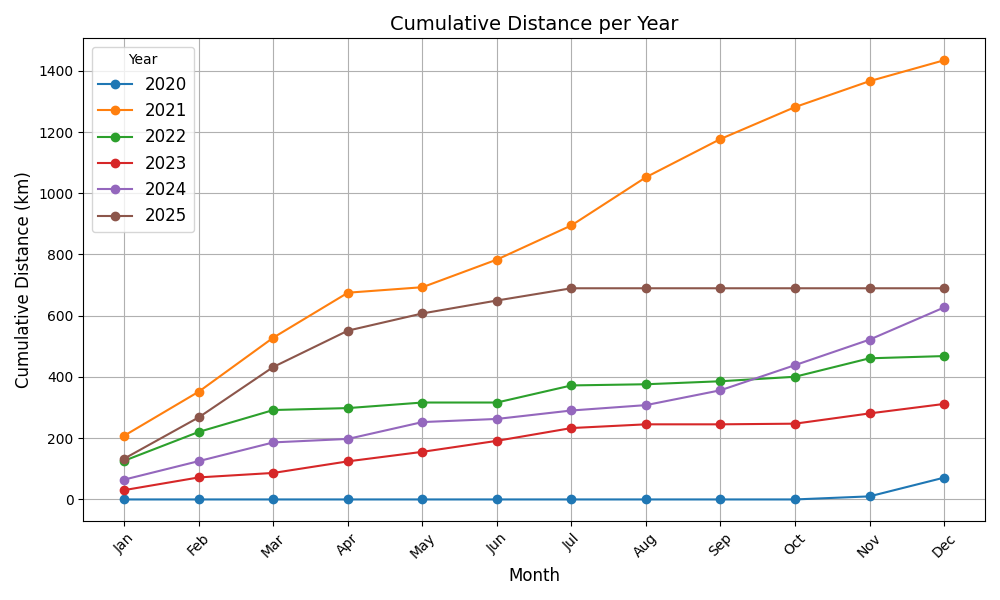 Cumulative Distance per Year
Cumulative Distance (km)
1400
1200
1000
800
600
400
200
0
Year
2020
2021
2022
2023
2024
2025
Jan
Feb
Mar
Apr
May
Jun
Jul
Aug
Sep
Oct
Nov
Dec
Month